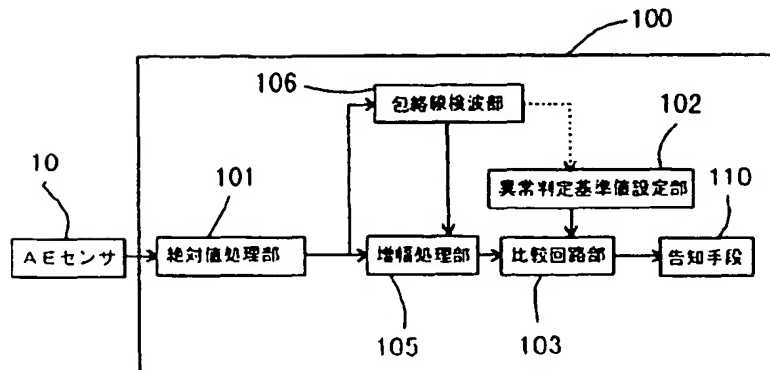 100
106
包絡線検波部
102
10
101
異常判定基準値設定部
110
AEセンサ
絶対値処理部
増幅処理部
比較回路部
告知手段
105
103